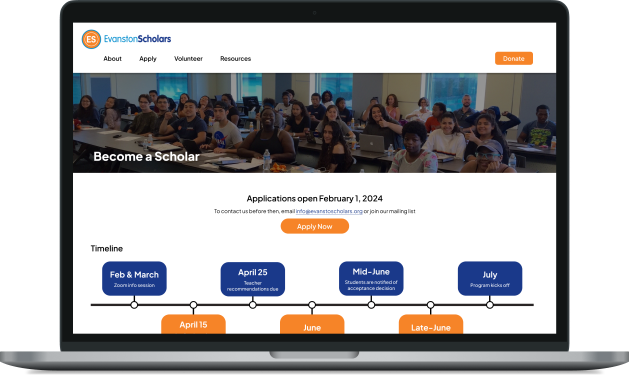 ES EvanstonScholars
About Apply Volunteer Resources Donate
Become a Scholar
Applications open February 1, 2024
To contact us before then, email info@evanstoscholars.org or join our mailing list
Apply Now
Timeline
Feb & March
Zoom info session
April 25
Teacher
recommendations due
Mid-June
Students are notified of
acceptance decision
July
Program kicks off
April 15
June
Late-June